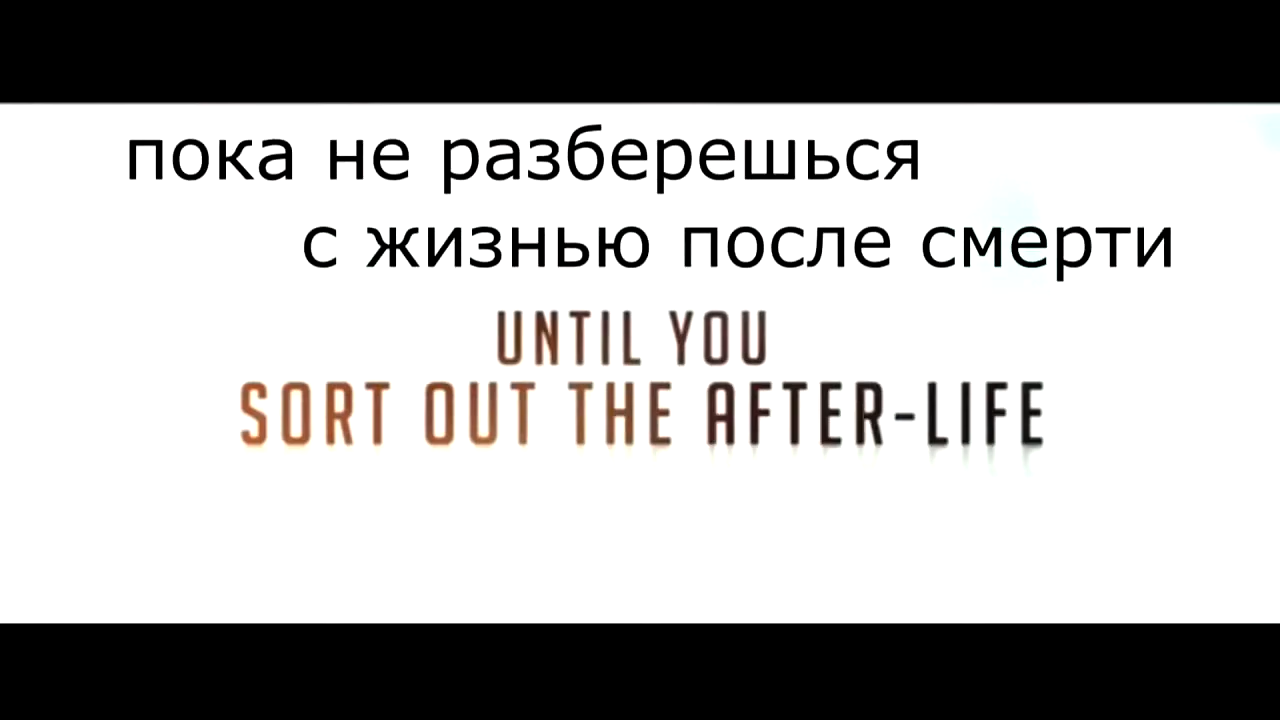 пока не разберешься
с жизнью после смерти
UNTIL YOU
SORT OUT THE AFTER-LIFE